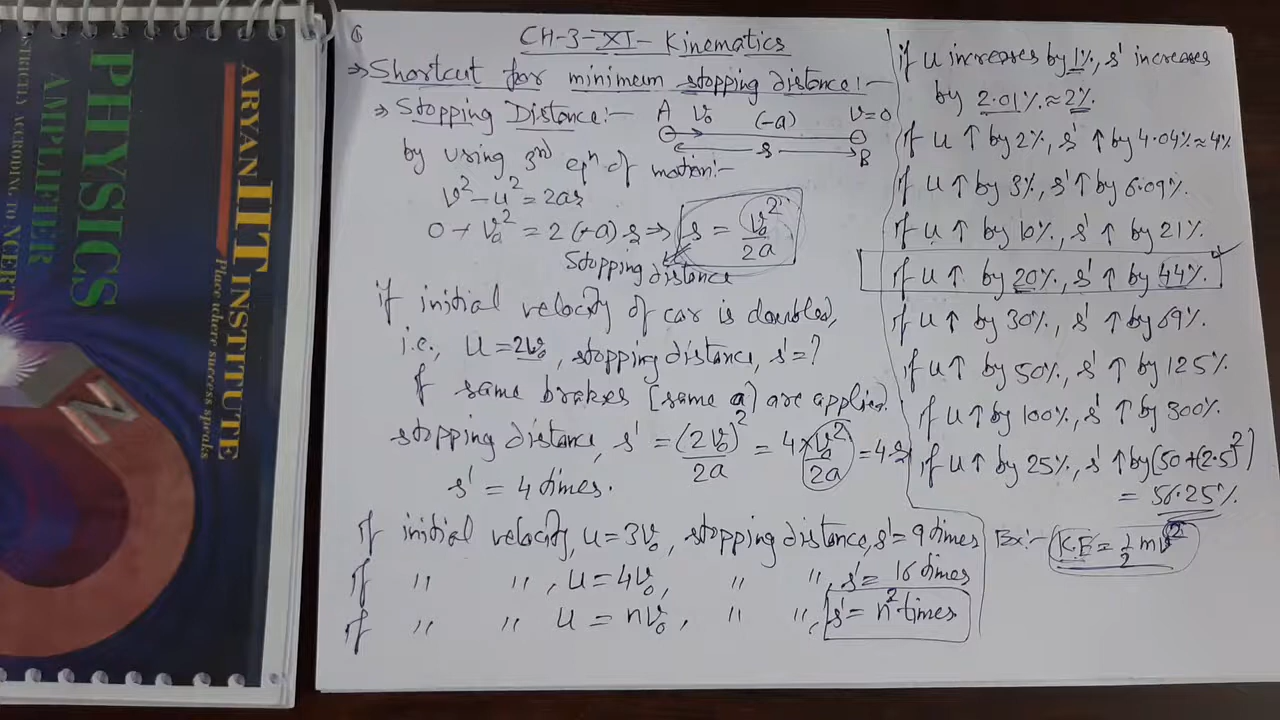 PHYSICS
AMPLIFIER
STRICTLY ACCRODING TO NCERT
ARYAN IIT INSTITUTE
Place where success speaks
N
CH-3-XI- Kinematics
⇒ Shortcut for minimum stopping distance:-
⇒ Stopping Distance:-
A v₀ (-a) v=0
s B
by using 3rd eqn of motion:-
v² - u² = 2as
0 - v₀² = 2(-a) s ⇒ s = v₀²/2a
Stopping distance
if initial velocity of car is doubled,
i.e., u = 2v₀, stopping distance, s' = ?
if same brakes [same a] are applied.
stopping distance, s' = (2v₀)²/2a = 4 × v₀²/2a = 4s
s' = 4 times.
if initial velocity, u = 3v₀, stopping distance, s' = 9 times
if " ", u = 4v₀, " ", s' = 16 times
if " " u = nv₀, " ", s' = n² times
if u increases by 1%, s' increases
by 2.01% ≈ 2%
if u ↑ by 2%, s' ↑ by 4.04% ≈ 4%
if u ↑ by 3%, s' ↑ by 6.09%.
if u ↑ by 10%, s' ↑ by 21%
if u ↑ by 20%, s' ↑ by 44%.
if u ↑ by 30%, s' ↑ by 69%.
if u ↑ by 50%, s' ↑ by 125%.
if u ↑ by 100%, s' ↑ by 300%.
if u ↑ by 25%, s' ↑ by (50+(2.5)²)
= 56.25%
Ex:- K.E = ½ mv²